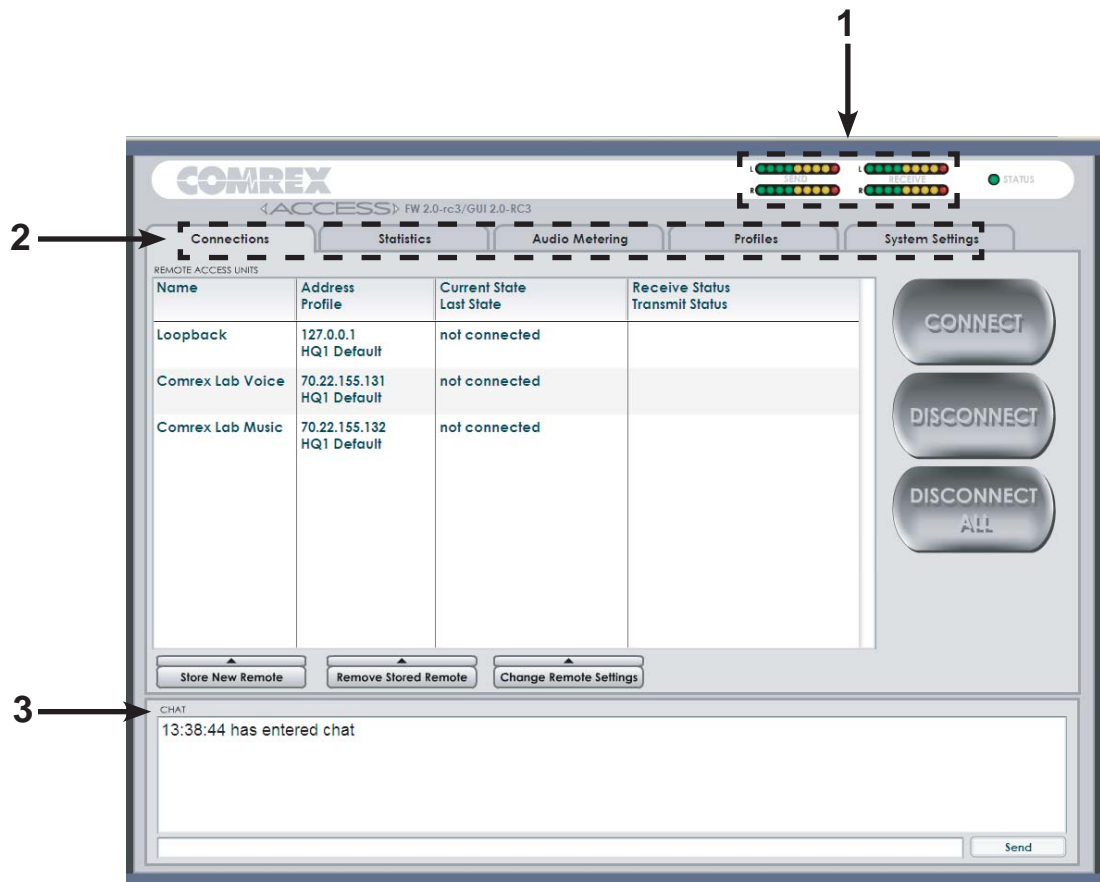 1
COMREX
ACCESS FW 2.0-rc3/GUI 2.0-RC3
L SEND L RECEIVE
R R
STATUS
2
Connections Statistics Audio Metering Profiles System Settings
REMOTE ACCESS UNITS
Name Address Current State Receive Status
Profile Last State Transmit Status
Loopback 127.0.0.1 not connected
HQ1 Default
Comrex Lab Voice 70.22.155.131 not connected
HQ1 Default
Comrex Lab Music 70.22.155.132 not connected
HQ1 Default
CONNECT
DISCONNECT
DISCONNECT
ALL
Store New Remote Remove Stored Remote Change Remote Settings
3
CHAT
13:38:44 has entered chat
Send